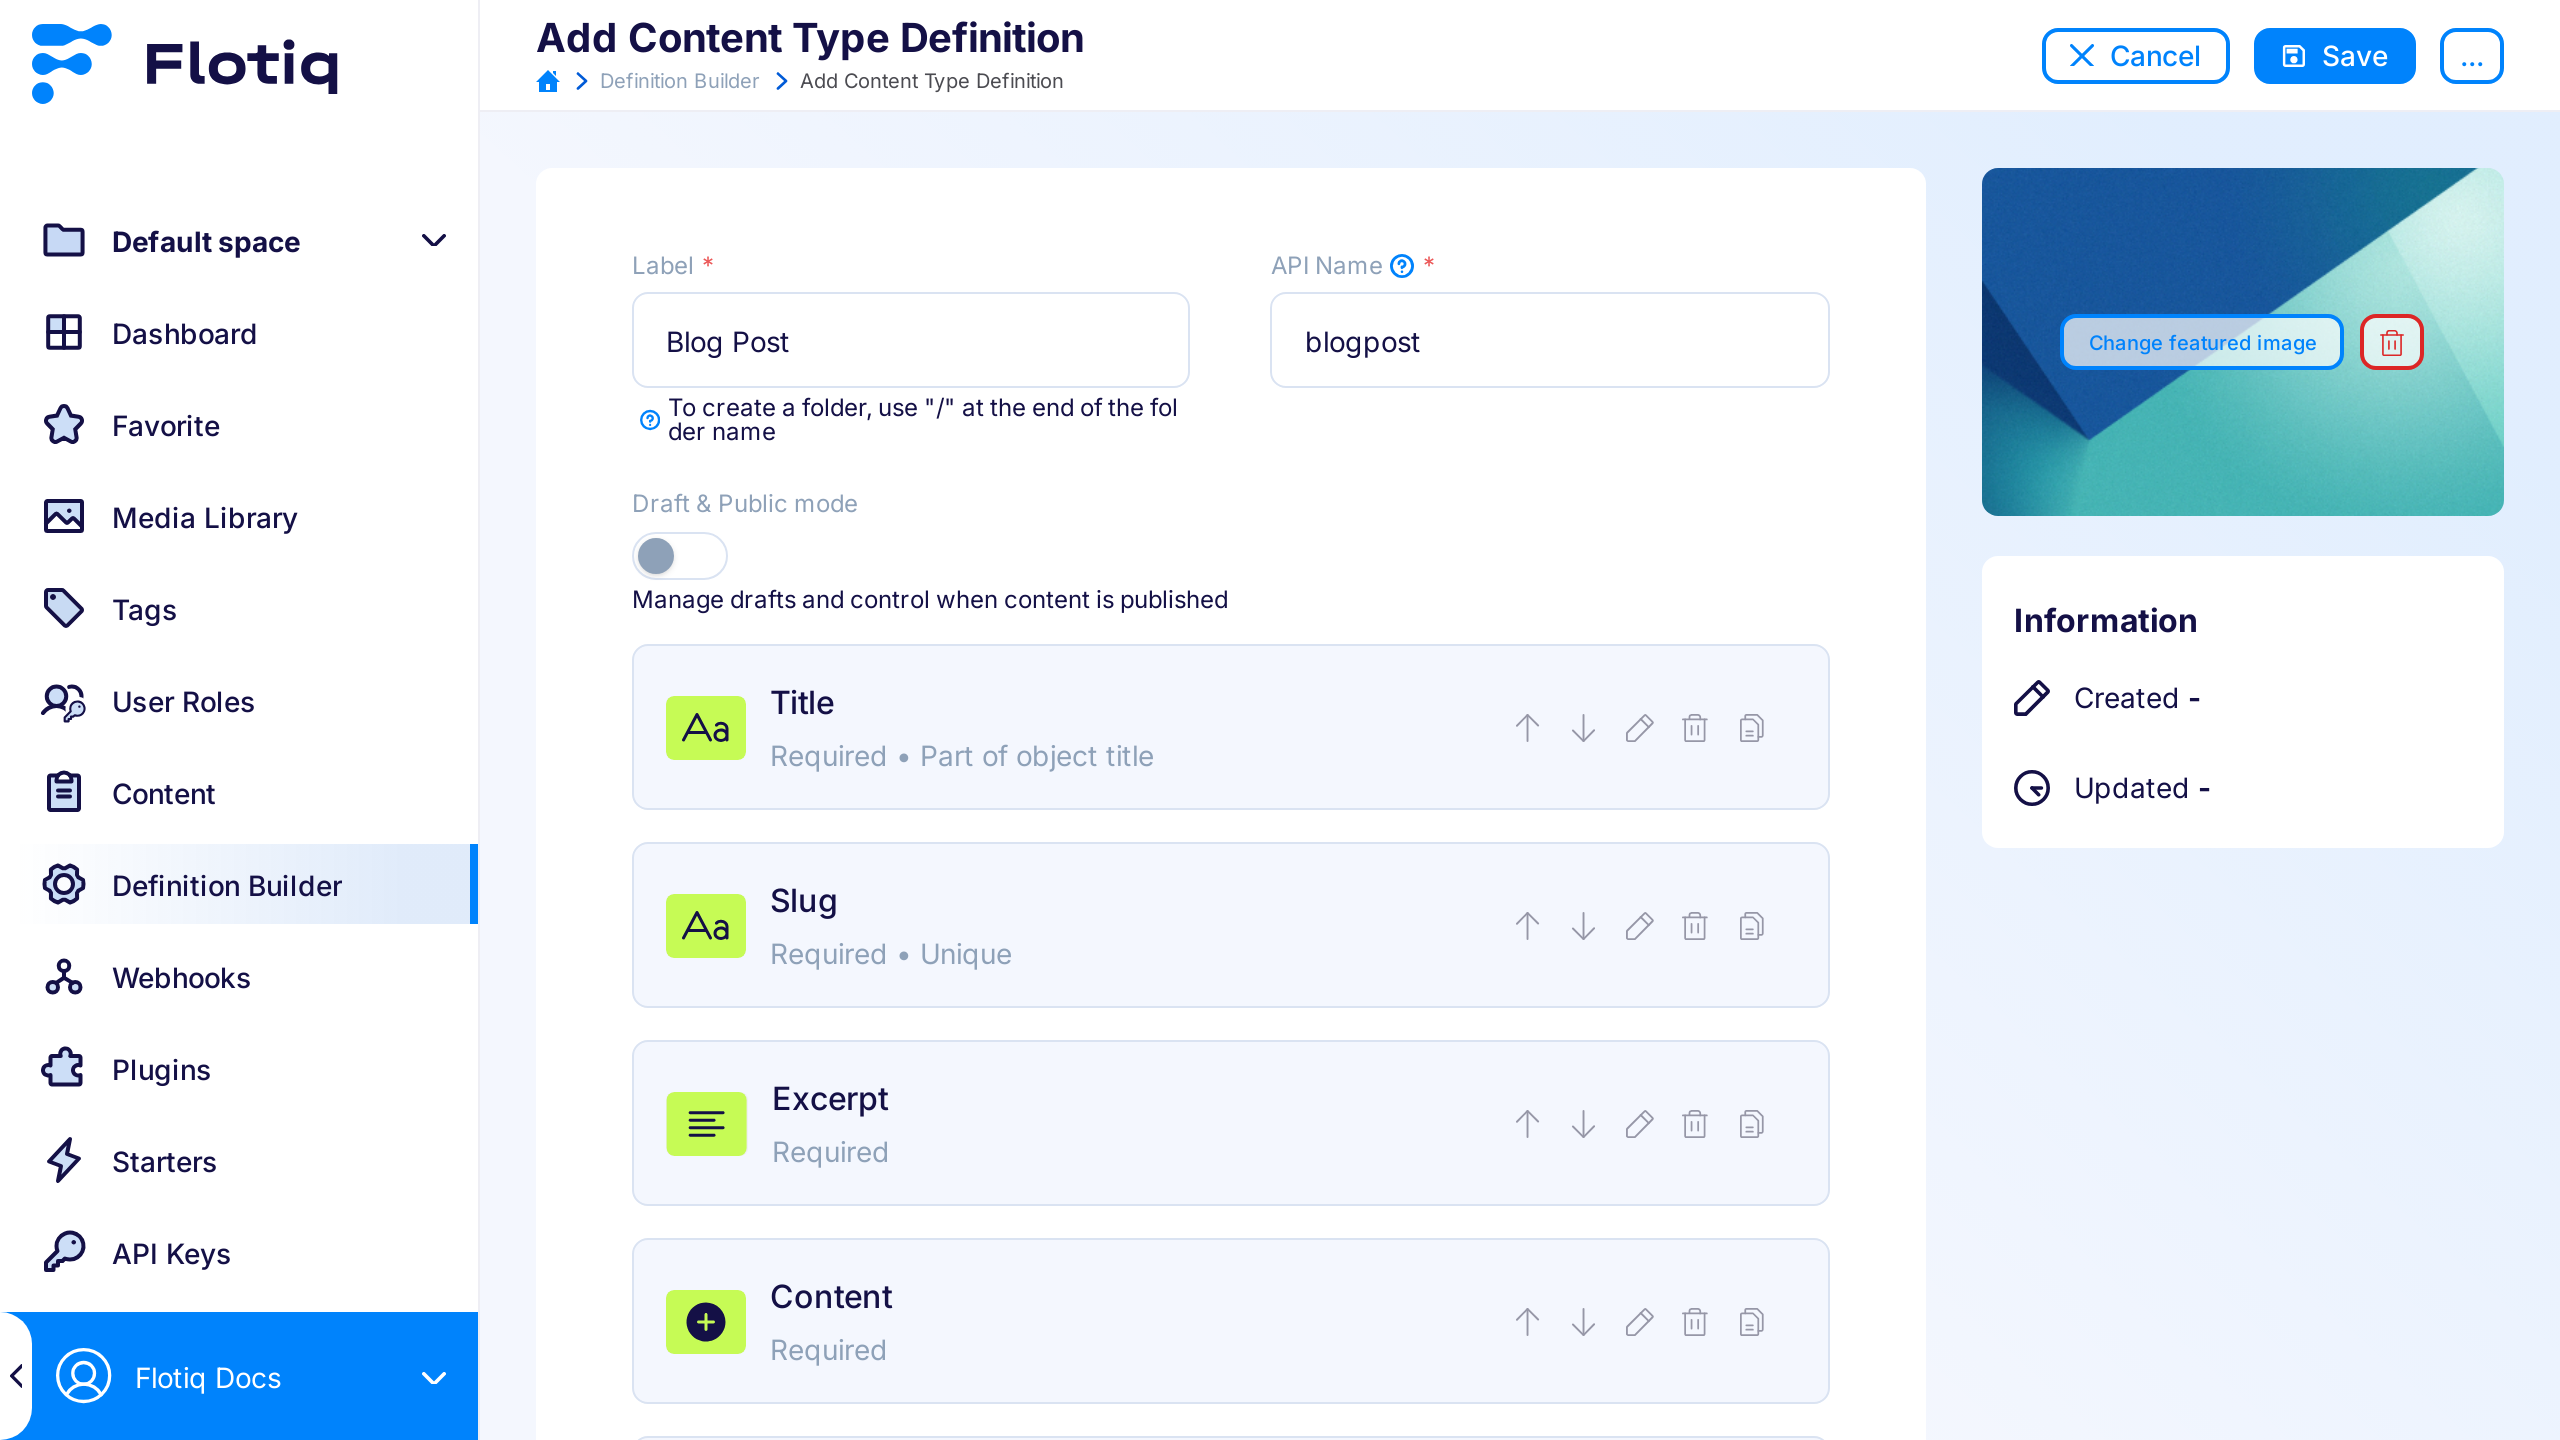 Flotiq
Default space
Dashboard
Favorite
Media Library
Tags
User Roles
Content
Definition Builder
Webhooks
Plugins
Starters
API Keys
Flotiq Docs
Add Content Type Definition
Definition Builder
Add Content Type Definition
Cancel
Save
...
Label *
Blog Post
To create a folder, use "/" at the end of the fol
der name
API Name *
blogpost
Draft & Public mode
Manage drafts and control when content is published
Aa
Title
Required • Part of object title
Aa
Slug
Required • Unique
Excerpt
Required
Content
Required
Change featured image
Information
Created -
Updated -